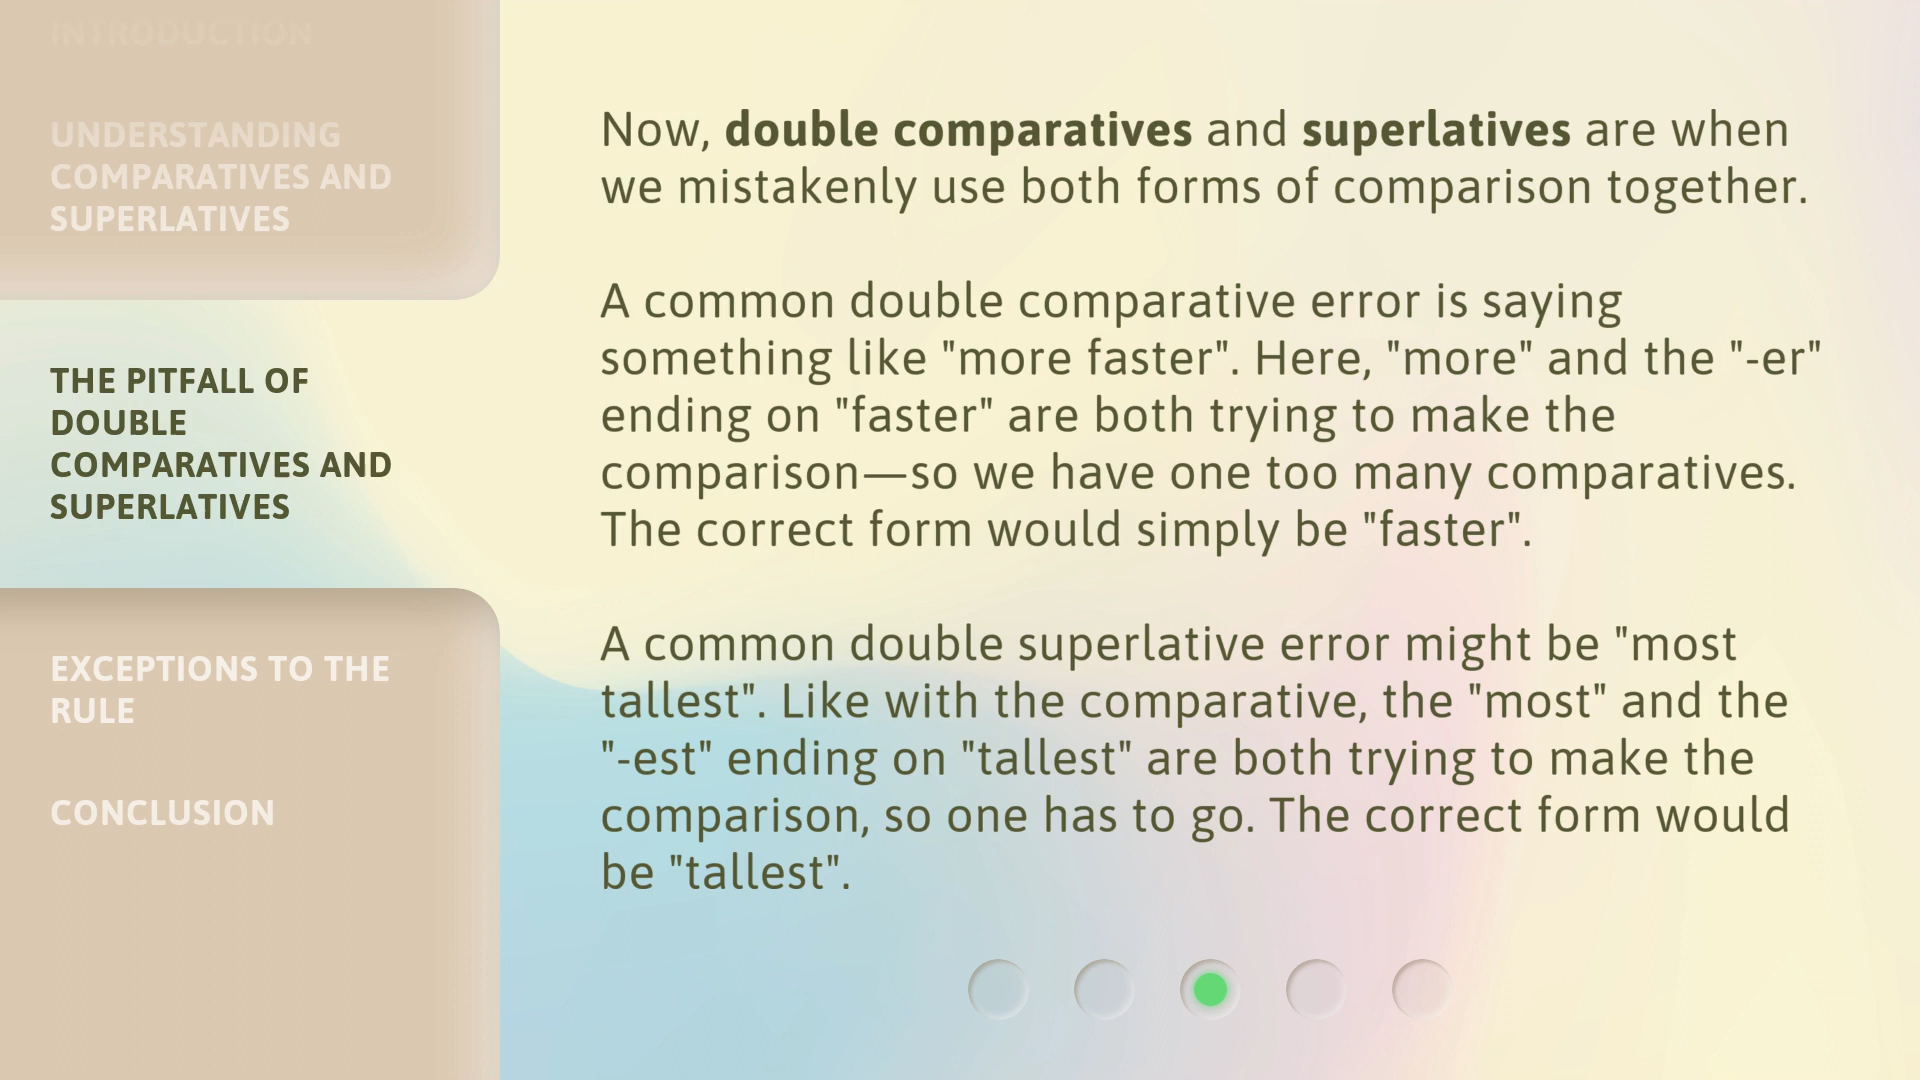 INTRODUCTION
UNDERSTANDING
COMPARATIVES AND
SUPERLATIVES
THE PITFALL OF
DOUBLE
COMPARATIVES AND
SUPERLATIVES
EXCEPTIONS TO THE
RULE
CONCLUSION
Now, double comparatives and superlatives are when
we mistakenly use both forms of comparison together.
A common double comparative error is saying
something like "more faster". Here, "more" and the "-er"
ending on "faster" are both trying to make the
comparison—so we have one too many comparatives.
The correct form would simply be "faster".
A common double superlative error might be "most
tallest". Like with the comparative, the "most" and the
"-est" ending on "tallest" are both trying to make the
comparison, so one has to go. The correct form would
be "tallest".